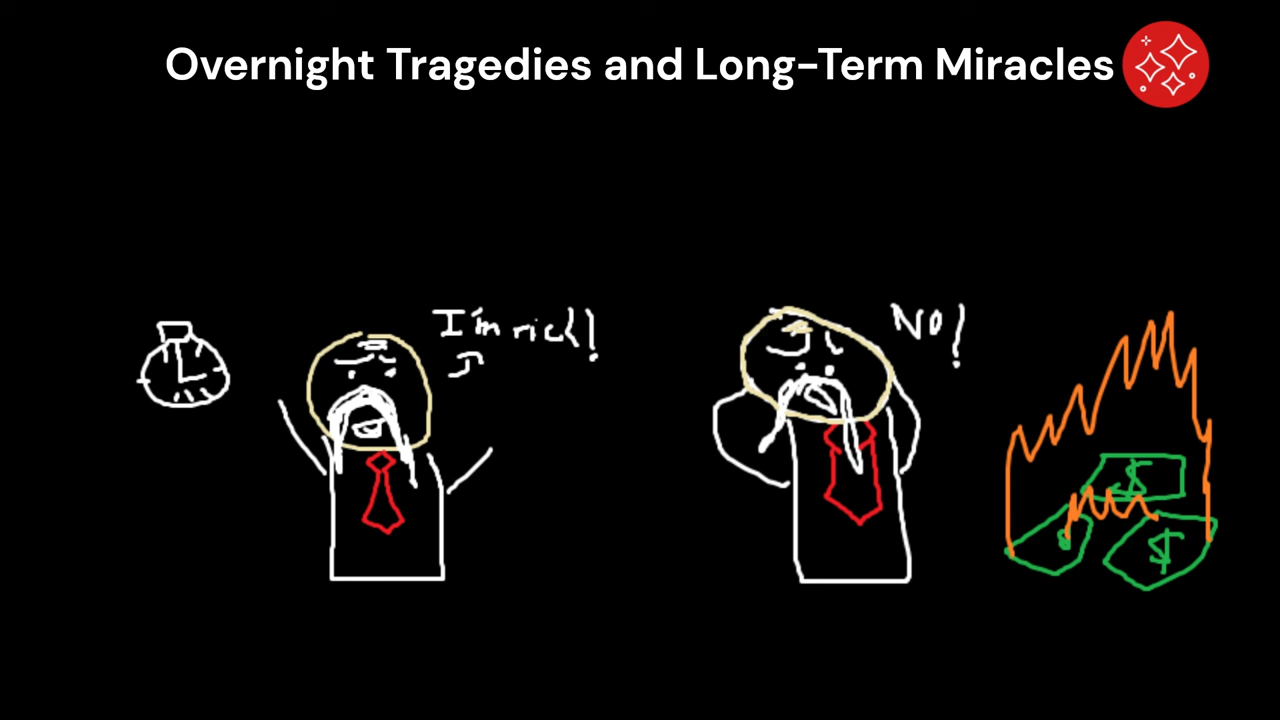 Overnight Tragedies and Long-Term Miracles
I'm rich!
NO!
$
$
$